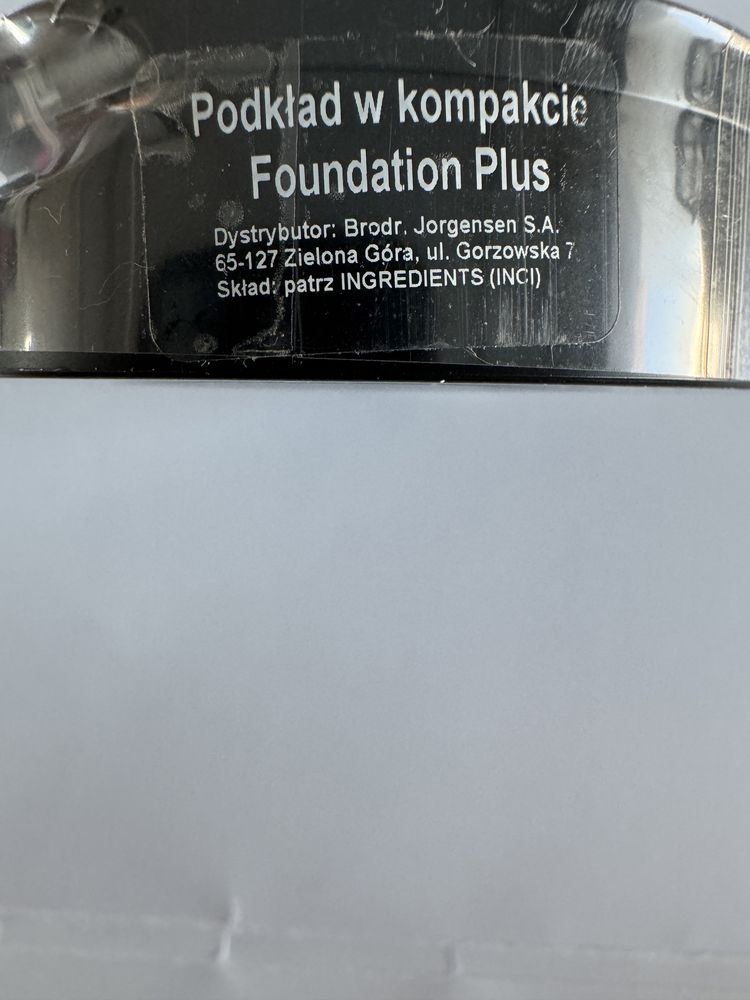 Podkład w kompakcie
Foundation Plus
Dystrybutor: Brodr. Jorgensen S.A.
65-127 Zielona Góra, ul. Gorzowska 7
Skład: patrz INGREDIENTS (INCI)